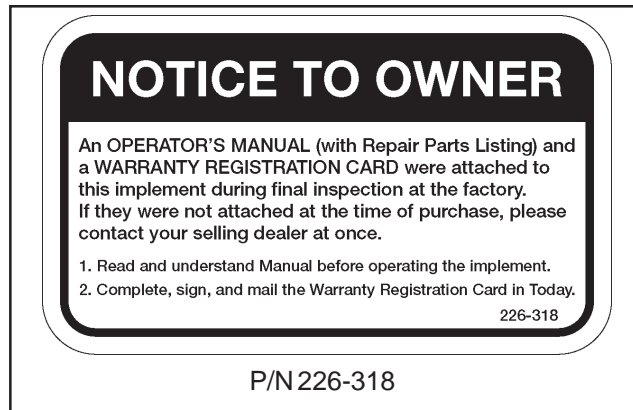 NOTICE TO OWNER
An OPERATOR'S MANUAL (with Repair Parts Listing) and
a WARRANTY REGISTRATION CARD were attached to
this implement during final inspection at the factory.
If they were not attached at the time of purchase, please
contact your selling dealer at once.
1. Read and understand Manual before operating the implement.
2. Complete, sign, and mail the Warranty Registration Card in Today.
226-318
P/N 226-318